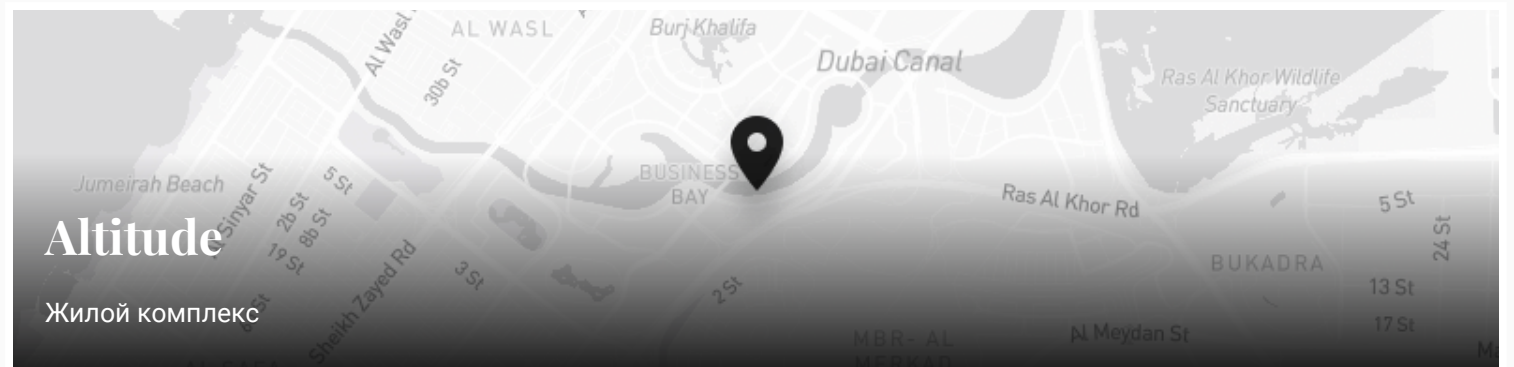 AL WASL
Burj Khalifa
Al Wasl
30b St
Dubai Canal
Ras Al Khor Wildlife
Sanctuary
BUSINESS
BAY
Jumeirah Beach
5 St
Al Sinyar St
2b St
8b St
19 St
Ras Al Khor Rd
5 St
24 St
Altitude
Sheikh Zayed Rd
3 St
2 St
BUKADRA
13 St
17 St
Жилой комплекс
MBR- AL
MERKAD
Al Meydan St